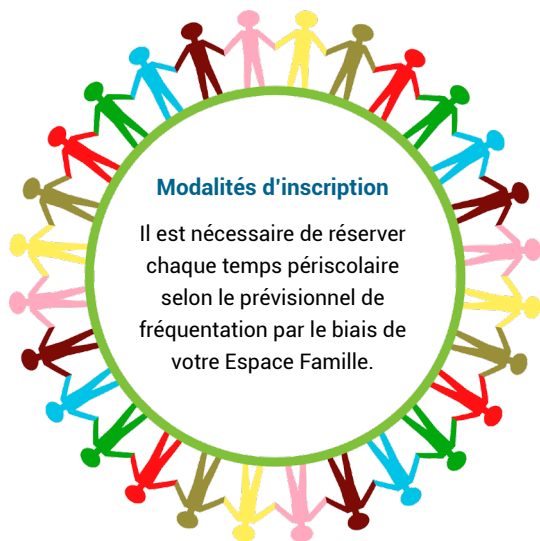 Modalités d'inscription
Il est nécessaire de réserver
chaque temps périscolaire
selon le prévisionnel de
fréquentation par le biais de
votre Espace Famille.